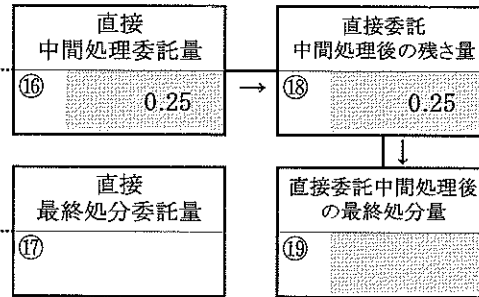 直接
中間処理委託量
⑯
0.25
→
直接委託
中間処理後の残さ量
⑱
0.25
↓
直接
最終処分委託量
⑰
直接委託中間処理後
の最終処分量
⑲